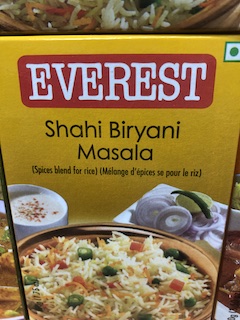 EVEREST
Shahi Biryani
Masala
(Spices blend for rice) (Mélange d'épices se pour le riz)